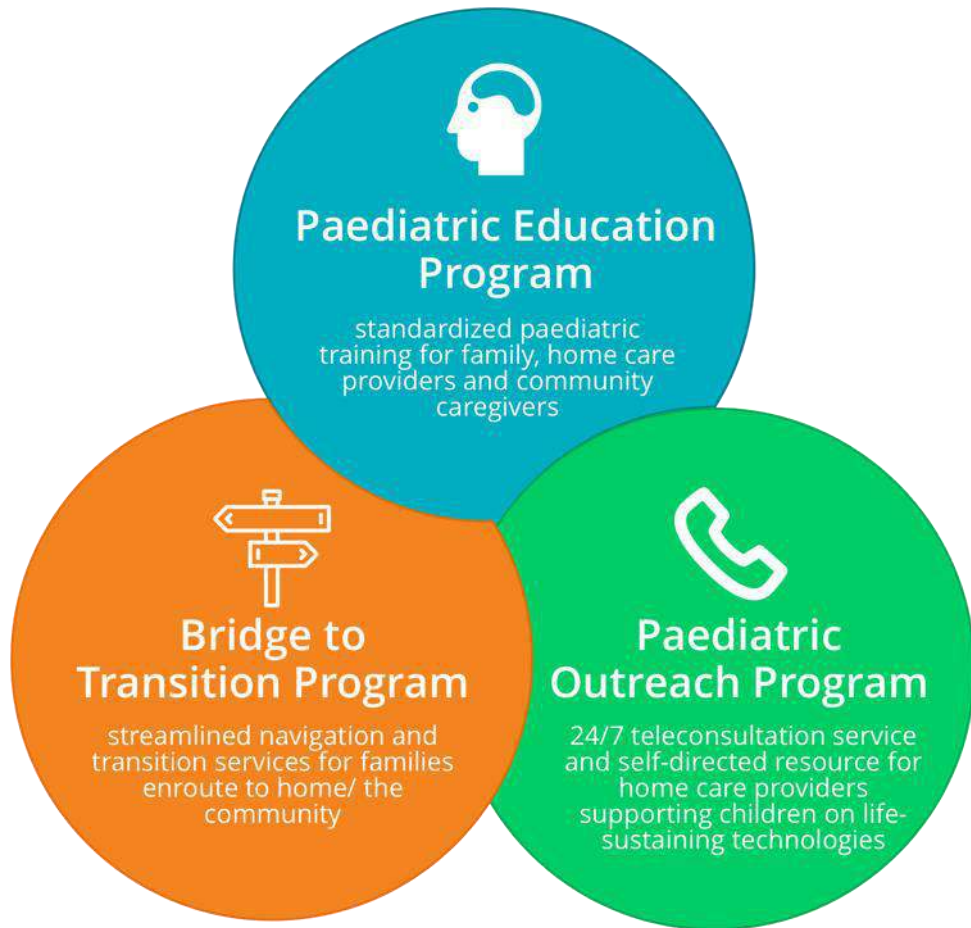 Paediatric Education
Program
standardized paediatric
training for family, home care
providers and community
caregivers
Bridge to
Transition Program
streamlined navigation and
transition services for families
enroute to home/ the
community
Paediatric
Outreach Program
24/7 teleconsultation service
and self-directed resource for
home care providers
supporting children on life-
sustaining technologies